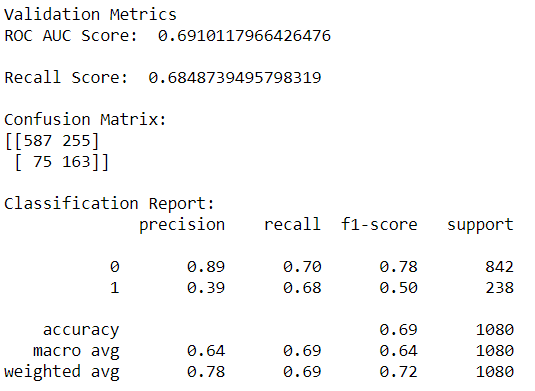 Validation Metrics
ROC AUC Score:  0.6910117966426476

Recall Score:  0.6848739495798319

Confusion Matrix:
[[587 255]
 [ 75 163]]

Classification Report:
              precision    recall  f1-score   support

           0       0.89      0.70      0.78       842
           1       0.39      0.68      0.50       238

    accuracy                           0.69      1080
   macro avg       0.64      0.69      0.64      1080
weighted avg       0.78      0.69      0.72      1080